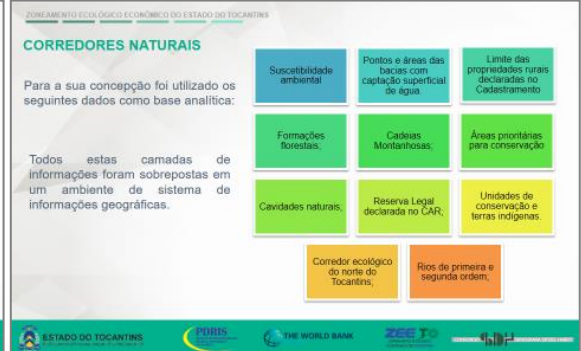 ZONEAMENTO ECOLÓGICO ECONÔMICO DO ESTADO DO TOCANTINS
CORREDORES NATURAIS
Para a sua concepção foi utilizado os
seguintes dados como base analítica:
Todos estas camadas de
informações foram sobrepostas em
um ambiente de sistema de
informações geográficas.
Suscetibilidade
ambiental
Pontos e áreas das
bacias com
captação superficial
de água.
Limite das
propriedades rurais
declaradas no
Cadastramento
Formações
florestais;
Cadeias
Montanhosas;
Áreas prioritárias
para conservação
Cavidades naturais;
Reserva Legal
declarada no CAR;
Unidades de
conservação e
terras indígenas.
Corredor ecológico
do norte do
Tocantins;
Rios de primeira e
segunda ordem;
ESTADO DO TOCANTINS
PDRIS
THE WORLD BANK
ZEE TO